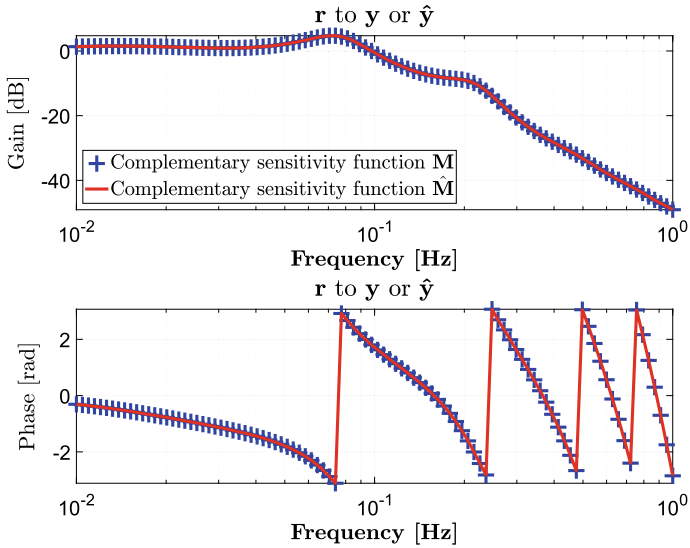 r to y or ŷ
Gain [dB]
0
-20
-40
Complementary sensitivity function M
Complementary sensitivity function M̂
10^-2
10^-1
10^0
Frequency [Hz]
r to y or ŷ
Phase [rad]
2
0
-2
10^-2
10^-1
10^0
Frequency [Hz]